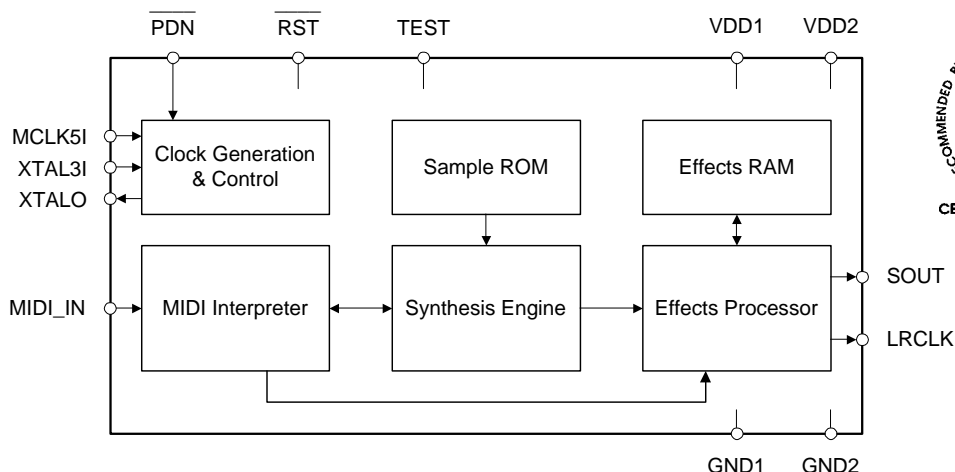 PDN RST TEST VDD1 VDD2
MCLK5I
XTAL3I
XTALO
Clock Generation
& Control
Sample ROM
Effects RAM
MIDI_IN
MIDI Interpreter
Synthesis Engine
Effects Processor
SOUT
LRCLK
GND1 GND2